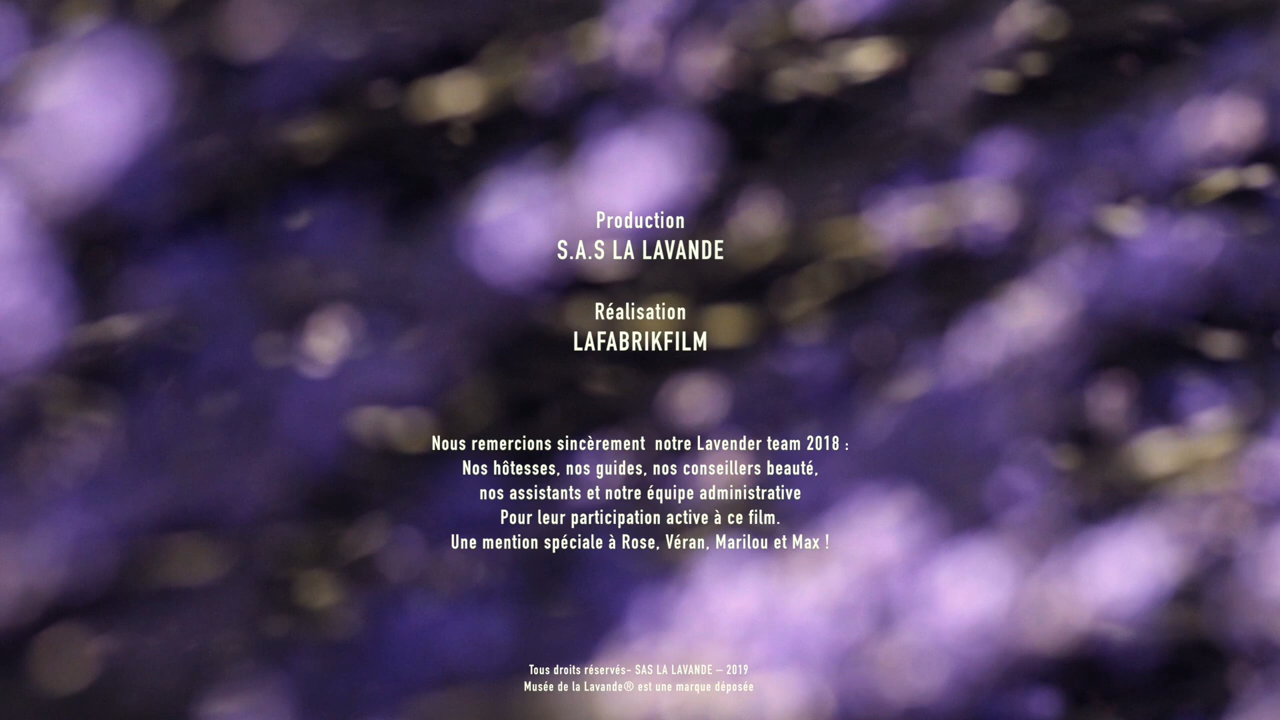 Production
S.A.S LA LAVANDE
Réalisation
LAFABRIKFILM
Nous remercions sincèrement notre Lavender team 2018 :
Nos hôtesses, nos guides, nos conseillers beauté,
nos assistants et notre équipe administrative
Pour leur participation active à ce film.
Une mention spéciale à Rose, Véran, Marilou et Max !
Tous droits réservés- SAS LA LAVANDE – 2019
Musée de la Lavande® est une marque déposée